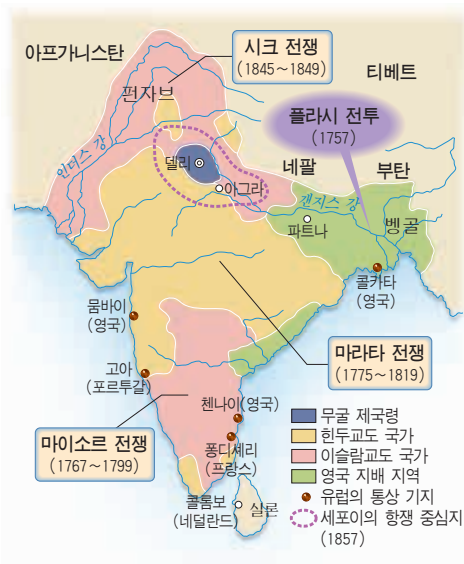 아프가니스탄
시크 전쟁
(1845~1849)
티베트
펀자브
플라시 전투
(1757)
인더스 강
델리
아그라
네팔
부탄
갠지스 강
파트나
벵골
콜카타
(영국)
뭄바이
(영국)
마라타 전쟁
(1775~1819)
고아
(포르투갈)
첸나이(영국)
마이소르 전쟁
(1767~1799)
퐁디셰리
(프랑스)
콜롬보
(네덜란드)
실론
무굴 제국령
힌두교도 국가
이슬람교도 국가
영국 지배 지역
유럽의 통상 기지
세포이의 항쟁 중심지
(1857)